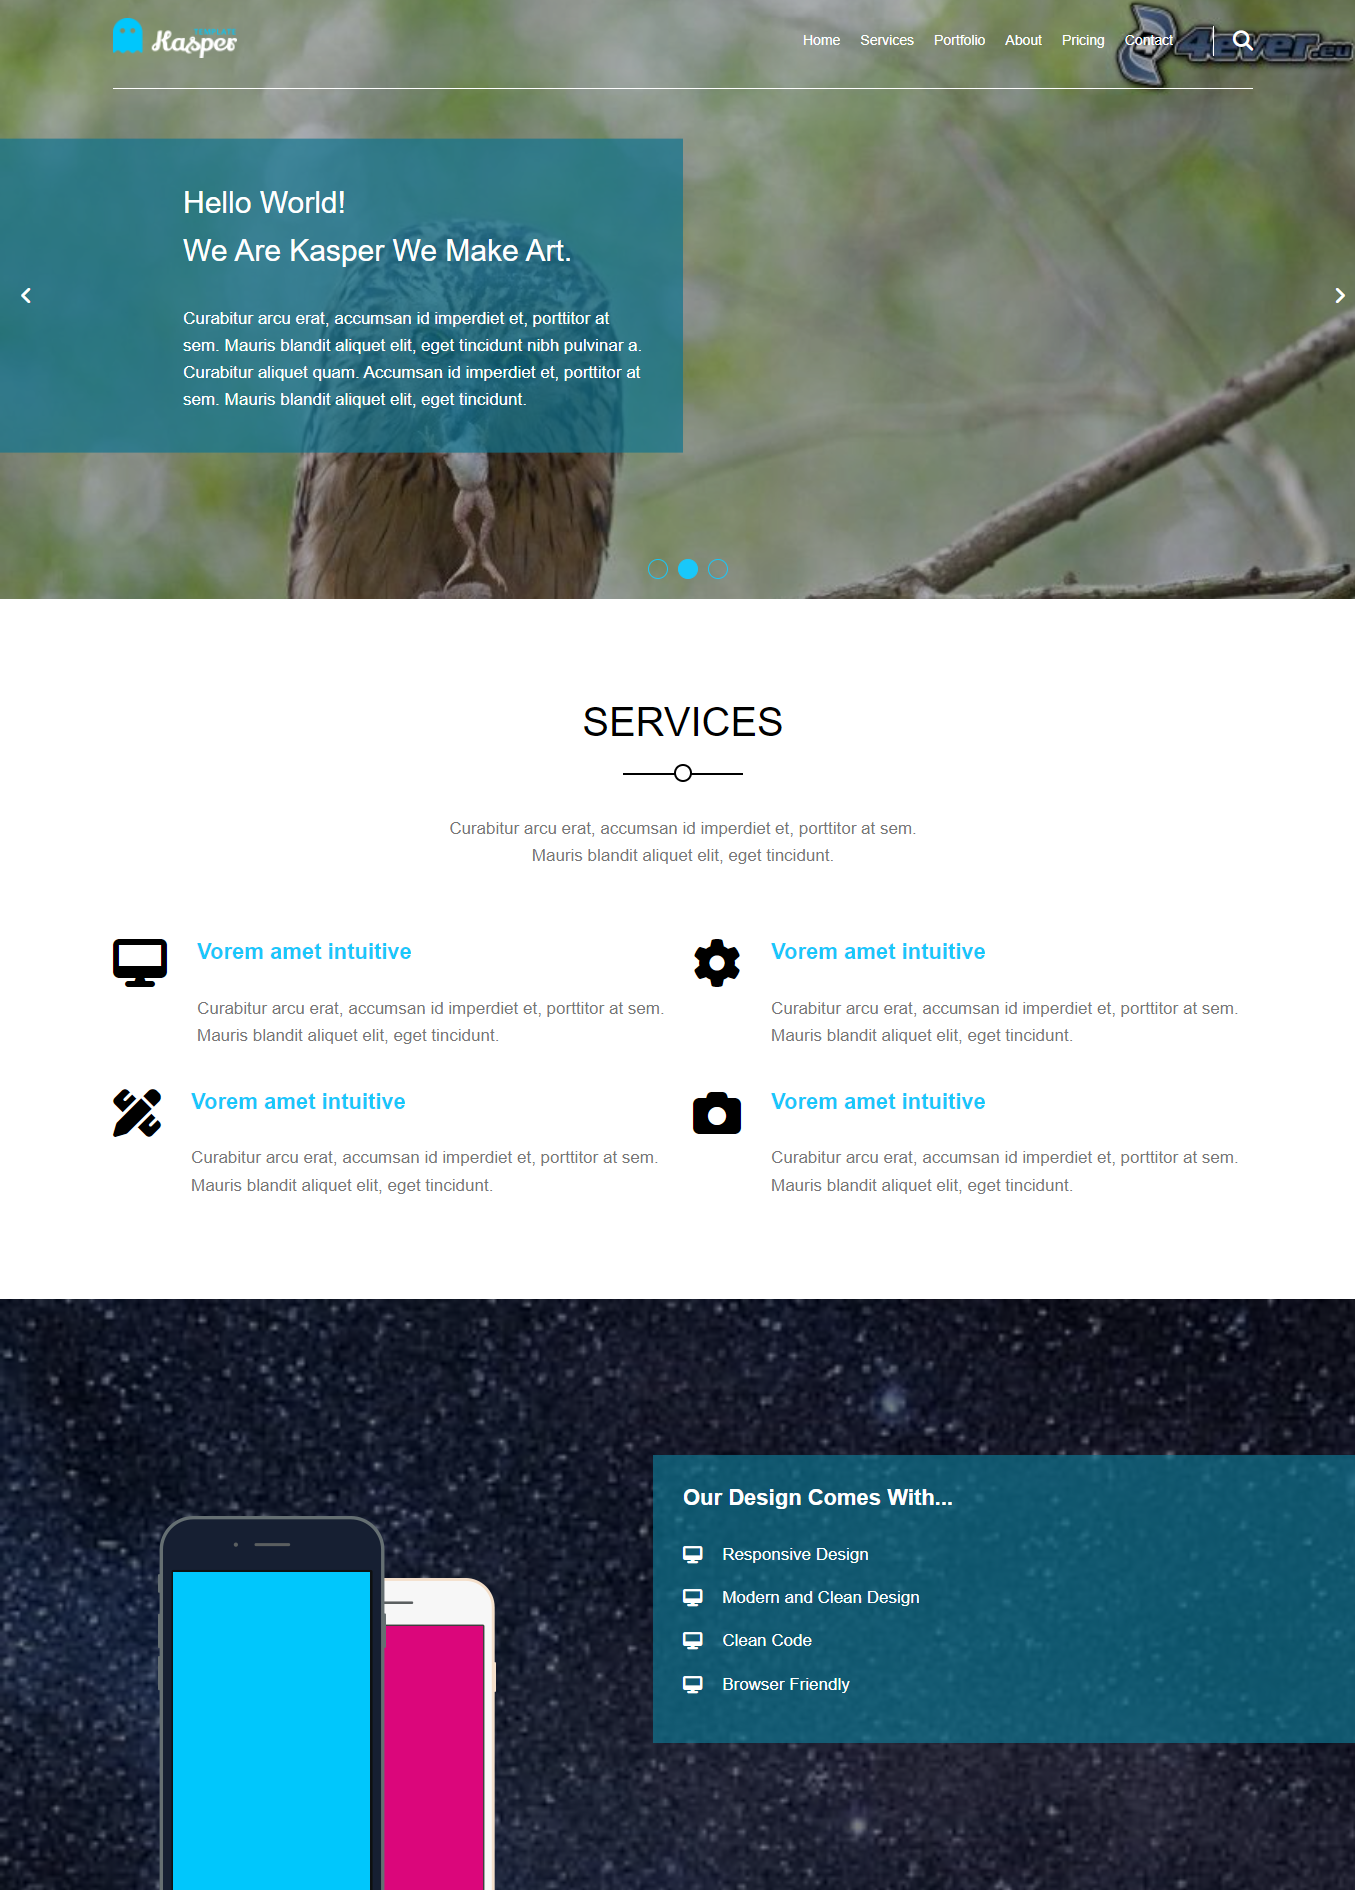 Kasper
Home Services Portfolio About Pricing Contact
4ever.eu
Hello World!
We Are Kasper We Make Art.
Curabitur arcu erat, accumsan id imperdiet et, porttitor at
sem. Mauris blandit aliquet elit, eget tincidunt nibh pulvinar a.
Curabitur aliquet quam. Accumsan id imperdiet et, porttitor at
sem. Mauris blandit aliquet elit, eget tincidunt.
SERVICES
Curabitur arcu erat, accumsan id imperdiet et, porttitor at sem.
Mauris blandit aliquet elit, eget tincidunt.
Vorem amet intuitive
Curabitur arcu erat, accumsan id imperdiet et, porttitor at sem.
Mauris blandit aliquet elit, eget tincidunt.
Vorem amet intuitive
Curabitur arcu erat, accumsan id imperdiet et, porttitor at sem.
Mauris blandit aliquet elit, eget tincidunt.
Vorem amet intuitive
Curabitur arcu erat, accumsan id imperdiet et, porttitor at sem.
Mauris blandit aliquet elit, eget tincidunt.
Vorem amet intuitive
Curabitur arcu erat, accumsan id imperdiet et, porttitor at sem.
Mauris blandit aliquet elit, eget tincidunt.
Our Design Comes With...
Responsive Design
Modern and Clean Design
Clean Code
Browser Friendly